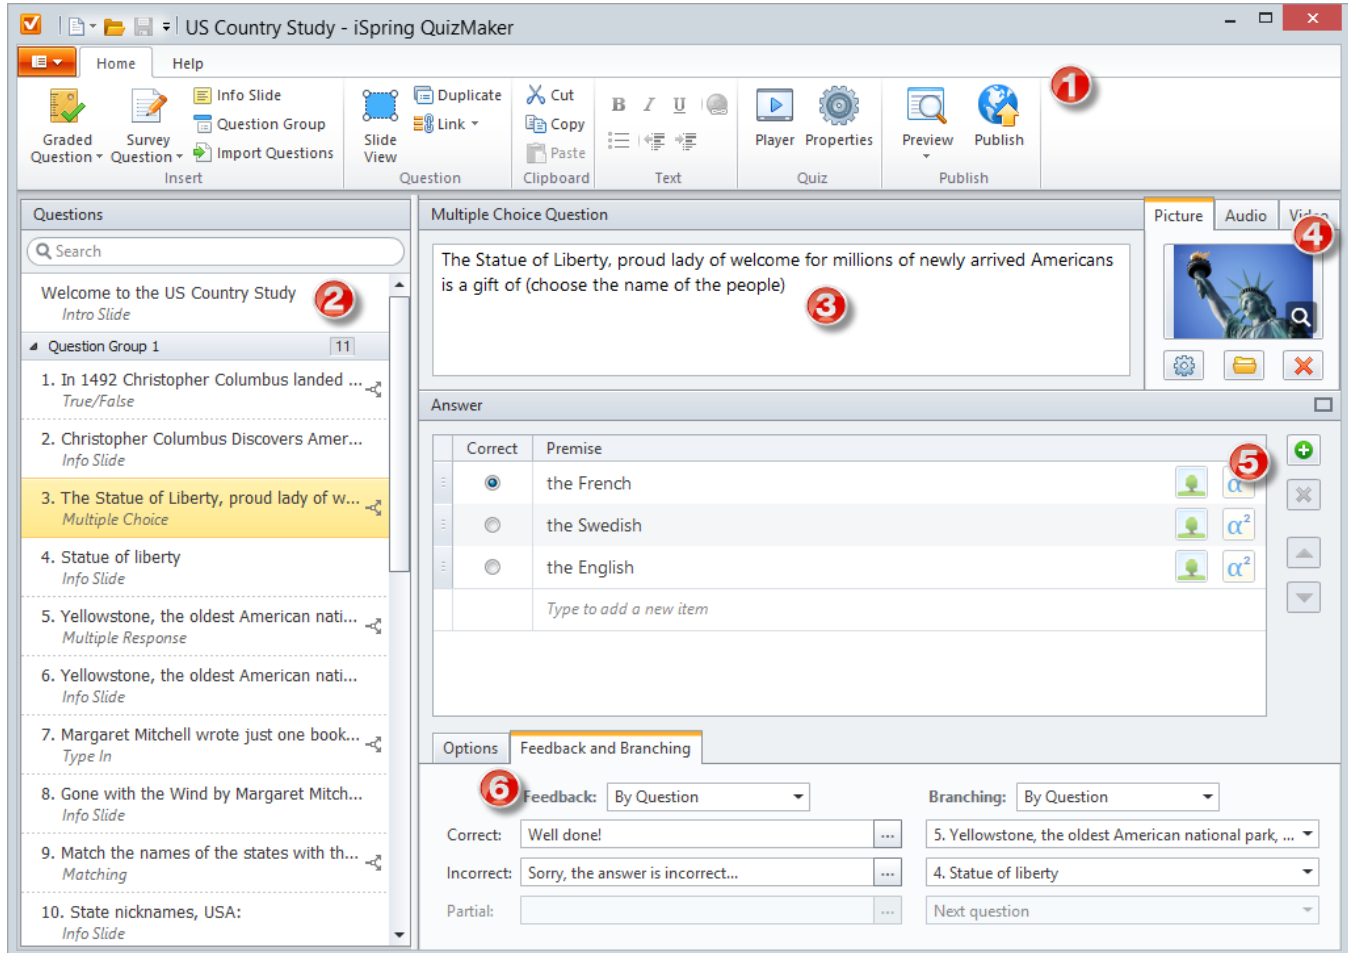 US Country Study - iSpring QuizMaker
Home Help
Graded Question
Survey Question
Info Slide
Question Group
Import Questions
Insert
Slide View
Duplicate
Link
Question
Cut
Copy
Paste
Clipboard
B I U
Text
Player Properties
Quiz
Preview Publish
Publish
1
Questions
Search
Welcome to the US Country Study
Intro Slide
2
Question Group 1 11
1. In 1492 Christopher Columbus landed ...
True/False
2. Christopher Columbus Discovers Amer...
Info Slide
3. The Statue of Liberty, proud lady of w...
Multiple Choice
4. Statue of liberty
Info Slide
5. Yellowstone, the oldest American nati...
Multiple Response
6. Yellowstone, the oldest American nati...
Info Slide
7. Margaret Mitchell wrote just one book...
Type In
8. Gone with the Wind by Margaret Mitch...
Info Slide
9. Match the names of the states with th...
Matching
10. State nicknames, USA:
Info Slide
Multiple Choice Question
The Statue of Liberty, proud lady of welcome for millions of newly arrived Americans
is a gift of (choose the name of the people)
3
Picture Audio Video
4
Answer
Correct Premise
5
the French α
the Swedish α²
the English α²
Type to add a new item
Options Feedback and Branching
6
Feedback: By Question Branching: By Question
Correct: Well done! ... 5. Yellowstone, the oldest American national park, ...
Incorrect: Sorry, the answer is incorrect... ... 4. Statue of liberty
Partial: ... Next question